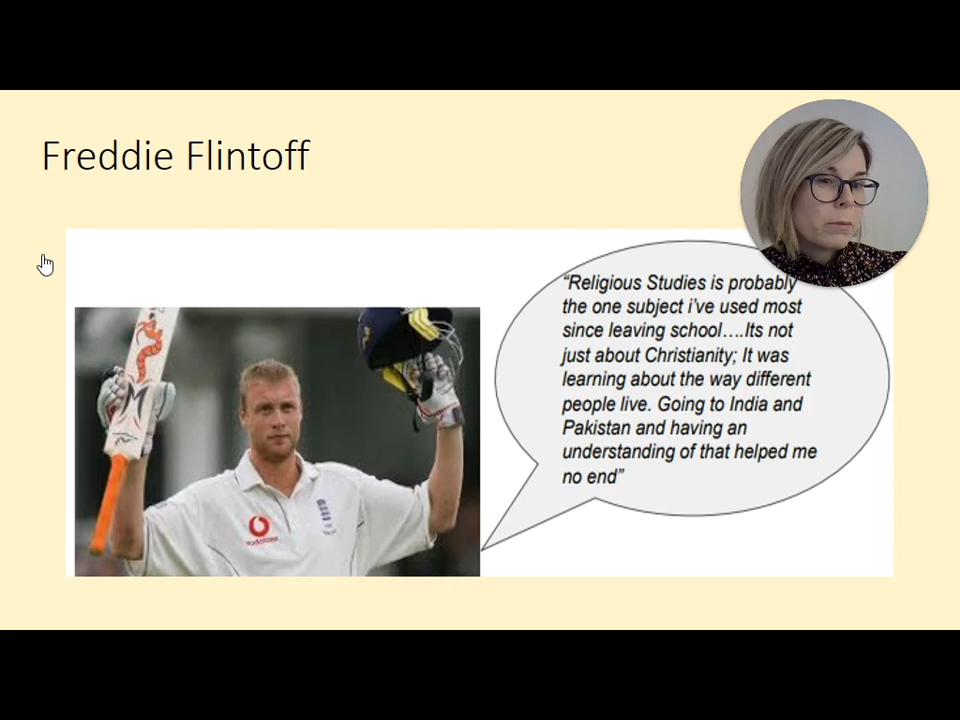 Freddie Flintoff
“Religious Studies is probably
the one subject i’ve used most
since leaving school….Its not
just about Christianity; It was
learning about the way different
people live. Going to India and
Pakistan and having an
understanding of that helped me
no end”
vodafone